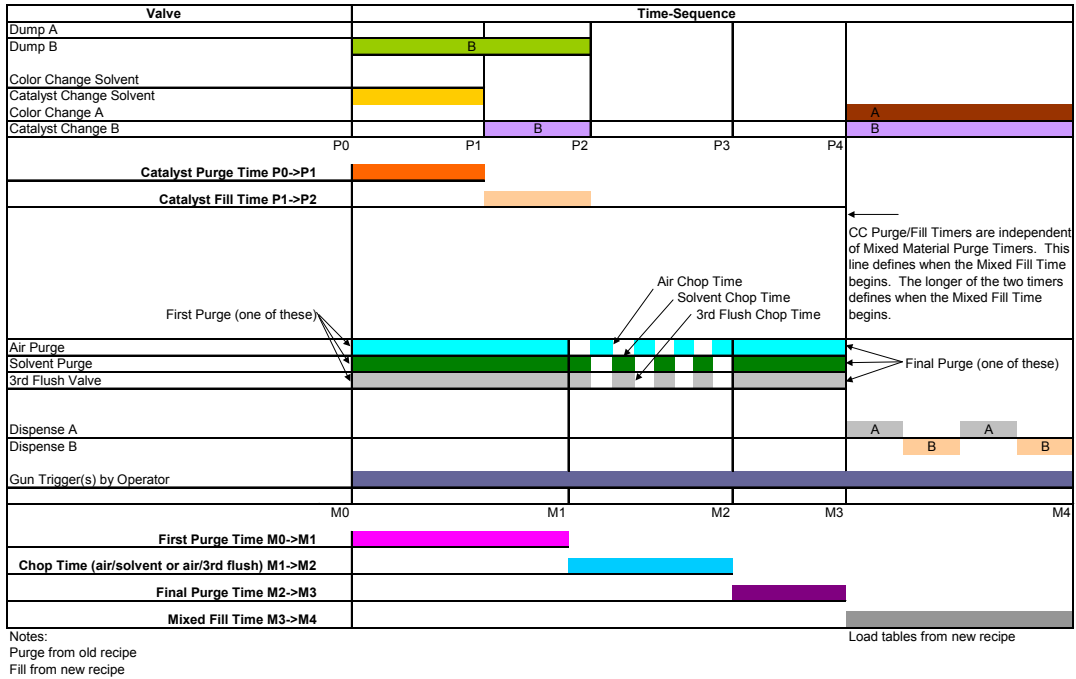 Valve Time-Sequence
Dump A
Dump B B
Color Change Solvent
Catalyst Change Solvent
Color Change A A
Catalyst Change B B B
P0 P1 P2 P3 P4
Catalyst Purge Time P0->P1
Catalyst Fill Time P1->P2
CC Purge/Fill Timers are independent
of Mixed Material Purge Timers. This
line defines when the Mixed Fill Time
begins. The longer of the two timers
defines when the Mixed Fill Time
begins.
Air Chop Time
Solvent Chop Time
3rd Flush Chop Time
First Purge (one of these)
Air Purge
Solvent Purge
3rd Flush Valve
Final Purge (one of these)
Dispense A A A
Dispense B B B
Gun Trigger(s) by Operator
M0 M1 M2 M3 M4
First Purge Time M0->M1
Chop Time (air/solvent or air/3rd flush) M1->M2
Final Purge Time M2->M3
Mixed Fill Time M3->M4
Notes: Load tables from new recipe
Purge from old recipe
Fill from new recipe